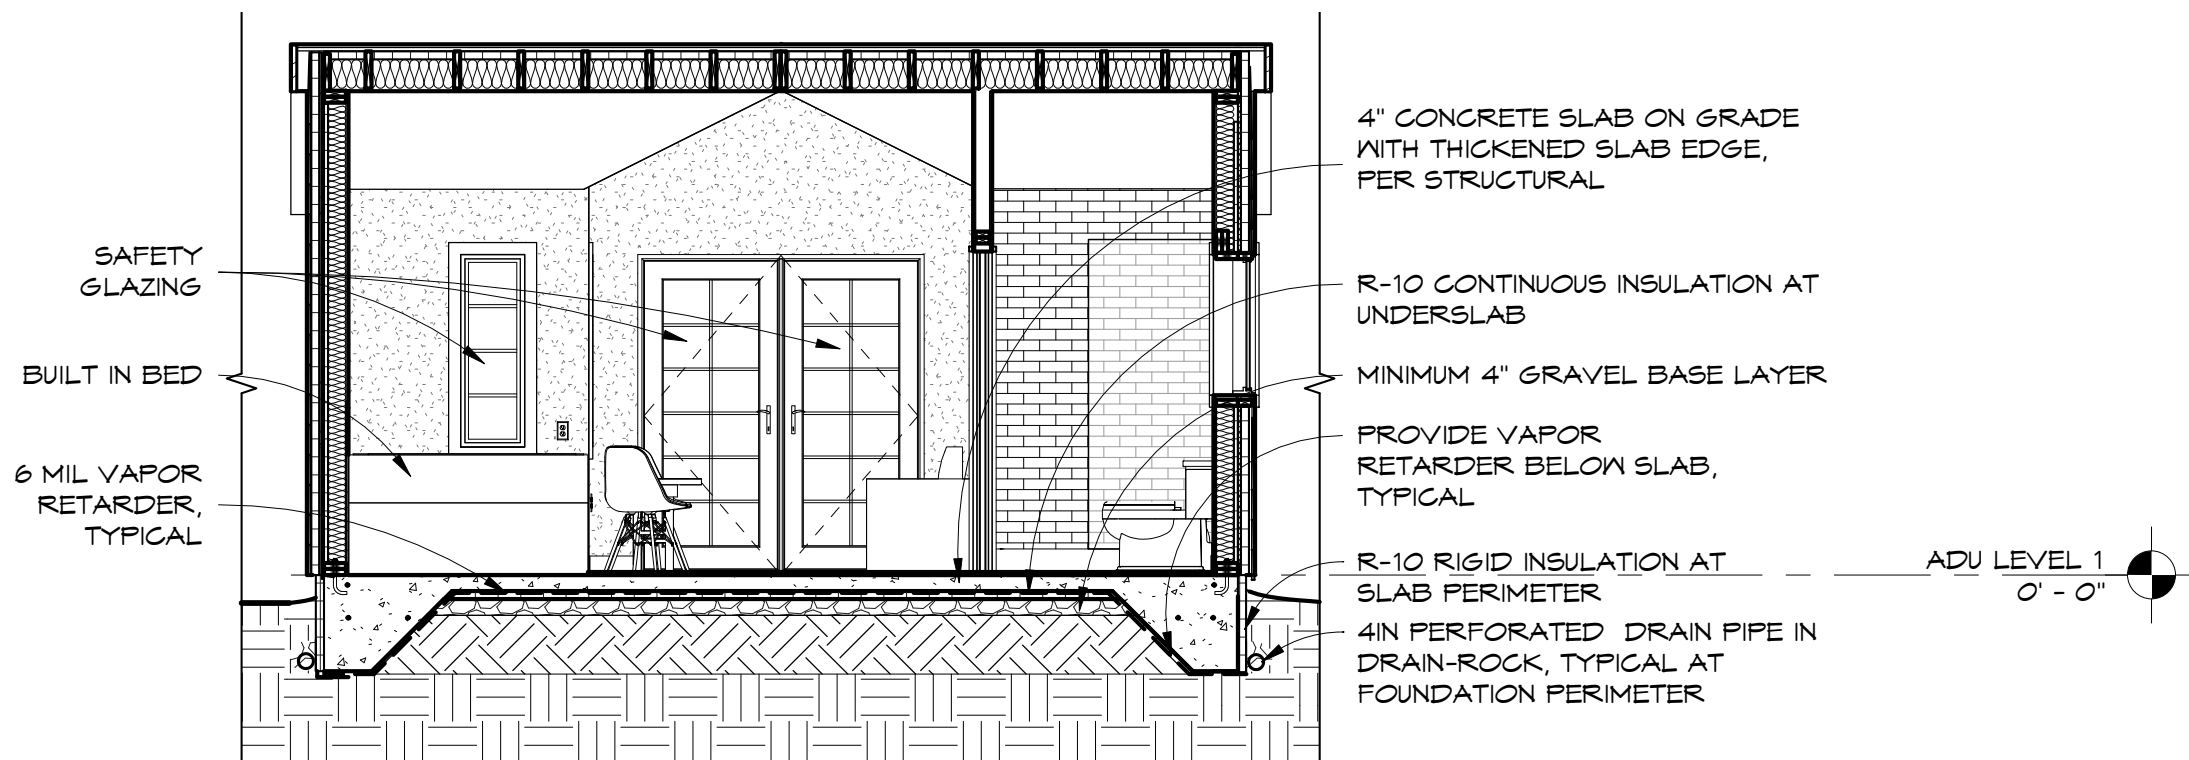 SAFETY
GLAZING
BUILT IN BED
6 MIL VAPOR
RETARDER,
TYPICAL
4" CONCRETE SLAB ON GRADE
WITH THICKENED SLAB EDGE,
PER STRUCTURAL
R-10 CONTINUOUS INSULATION AT
UNDERSLAB
MINIMUM 4" GRAVEL BASE LAYER
PROVIDE VAPOR
RETARDER BELOW SLAB,
TYPICAL
R-10 RIGID INSULATION AT
SLAB PERIMETER
4IN PERFORATED DRAIN PIPE IN
DRAIN-ROCK, TYPICAL AT
FOUNDATION PERIMETER
ADU LEVEL 1
0' - 0"